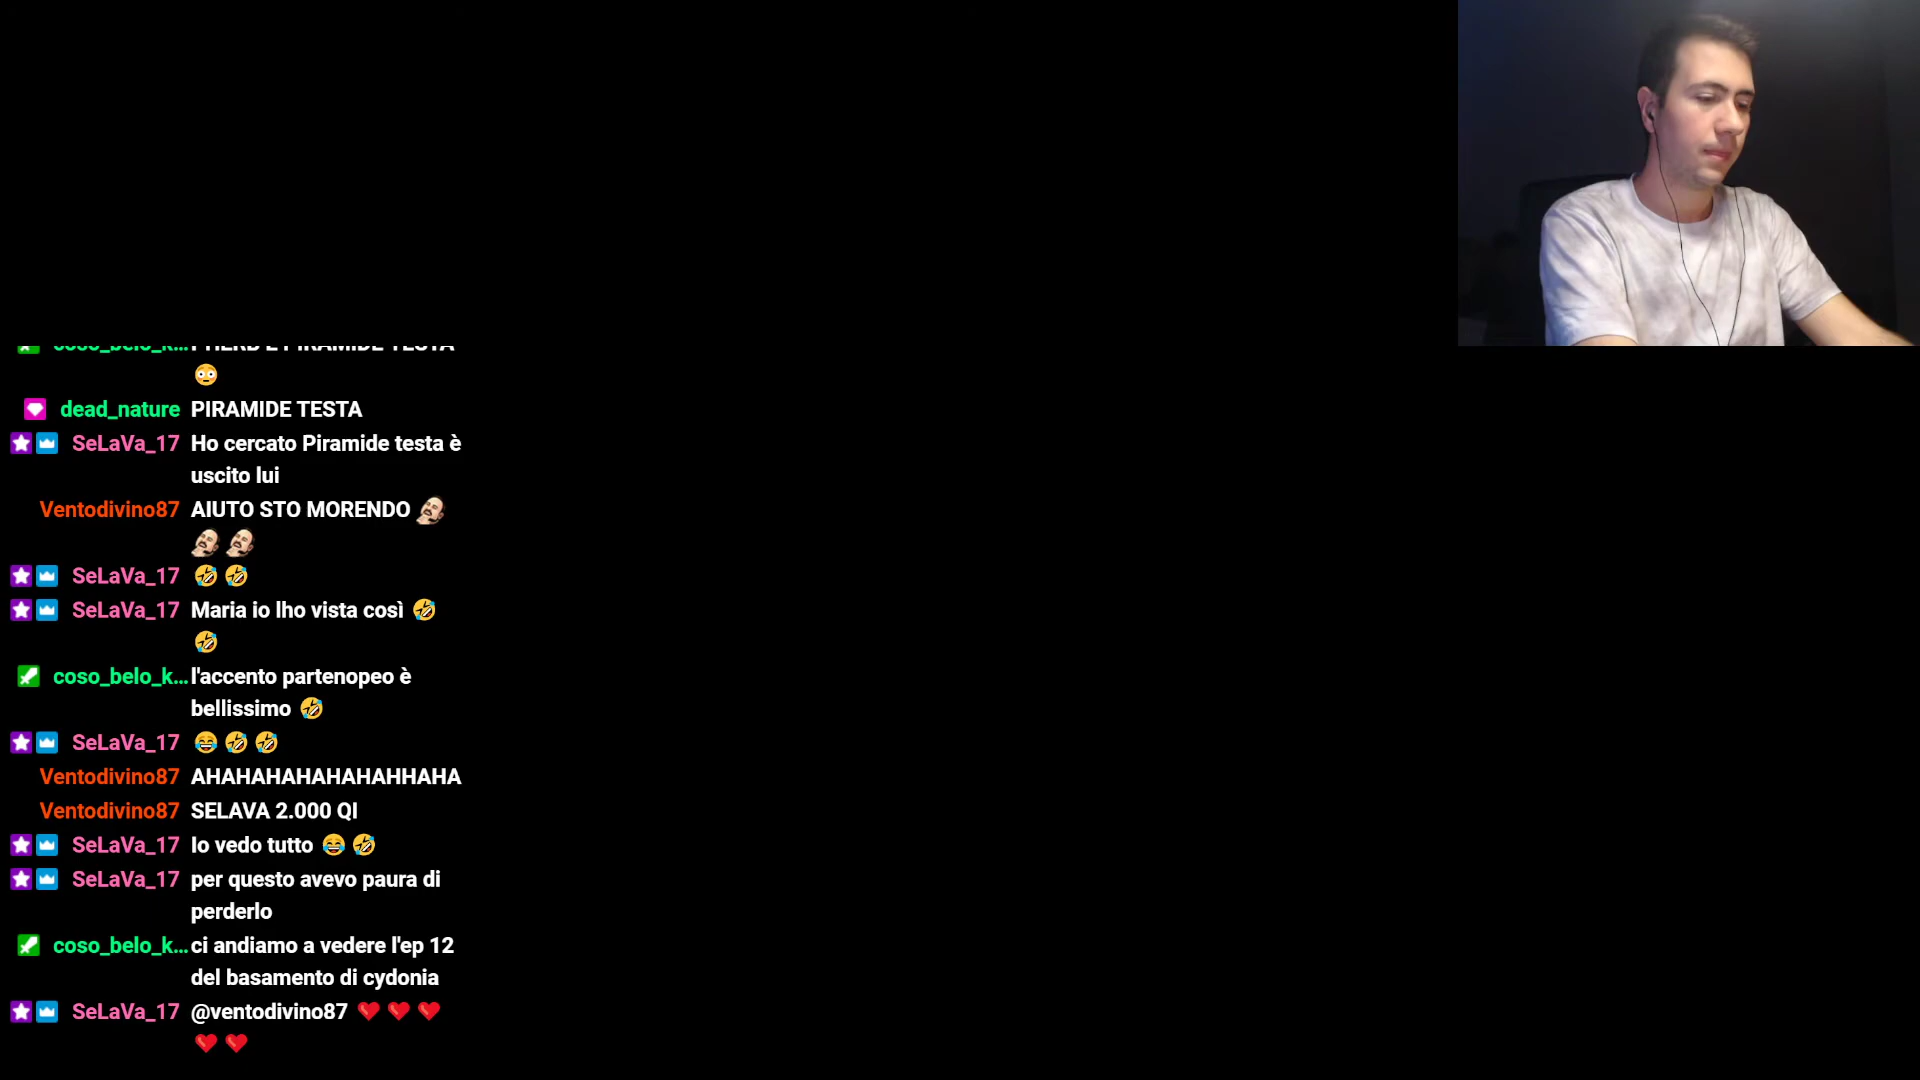 dead_nature PIRAMIDE TESTA
SeLaVa_17 Ho cercato Piramide testa è
uscito lui
Ventodivino87 AIUTO STO MORENDO
SeLaVa_17 🤣 🤣
SeLaVa_17 Maria io lho vista così 🤣
🤣
coso_belo_k... l'accento partenopeo è
bellissimo 🤣
SeLaVa_17 😂 🤣 🤣
Ventodivino87 AHAHAHAHAHAHHAHA
Ventodivino87 SELAVA 2.000 QI
SeLaVa_17 Io vedo tutto 😂 🤣
SeLaVa_17 per questo avevo paura di
perderlo
coso_belo_k... ci andiamo a vedere l'ep 12
del basamento di cydonia
SeLaVa_17 @ventodivino87 ❤️ ❤️ ❤️
❤️ ❤️